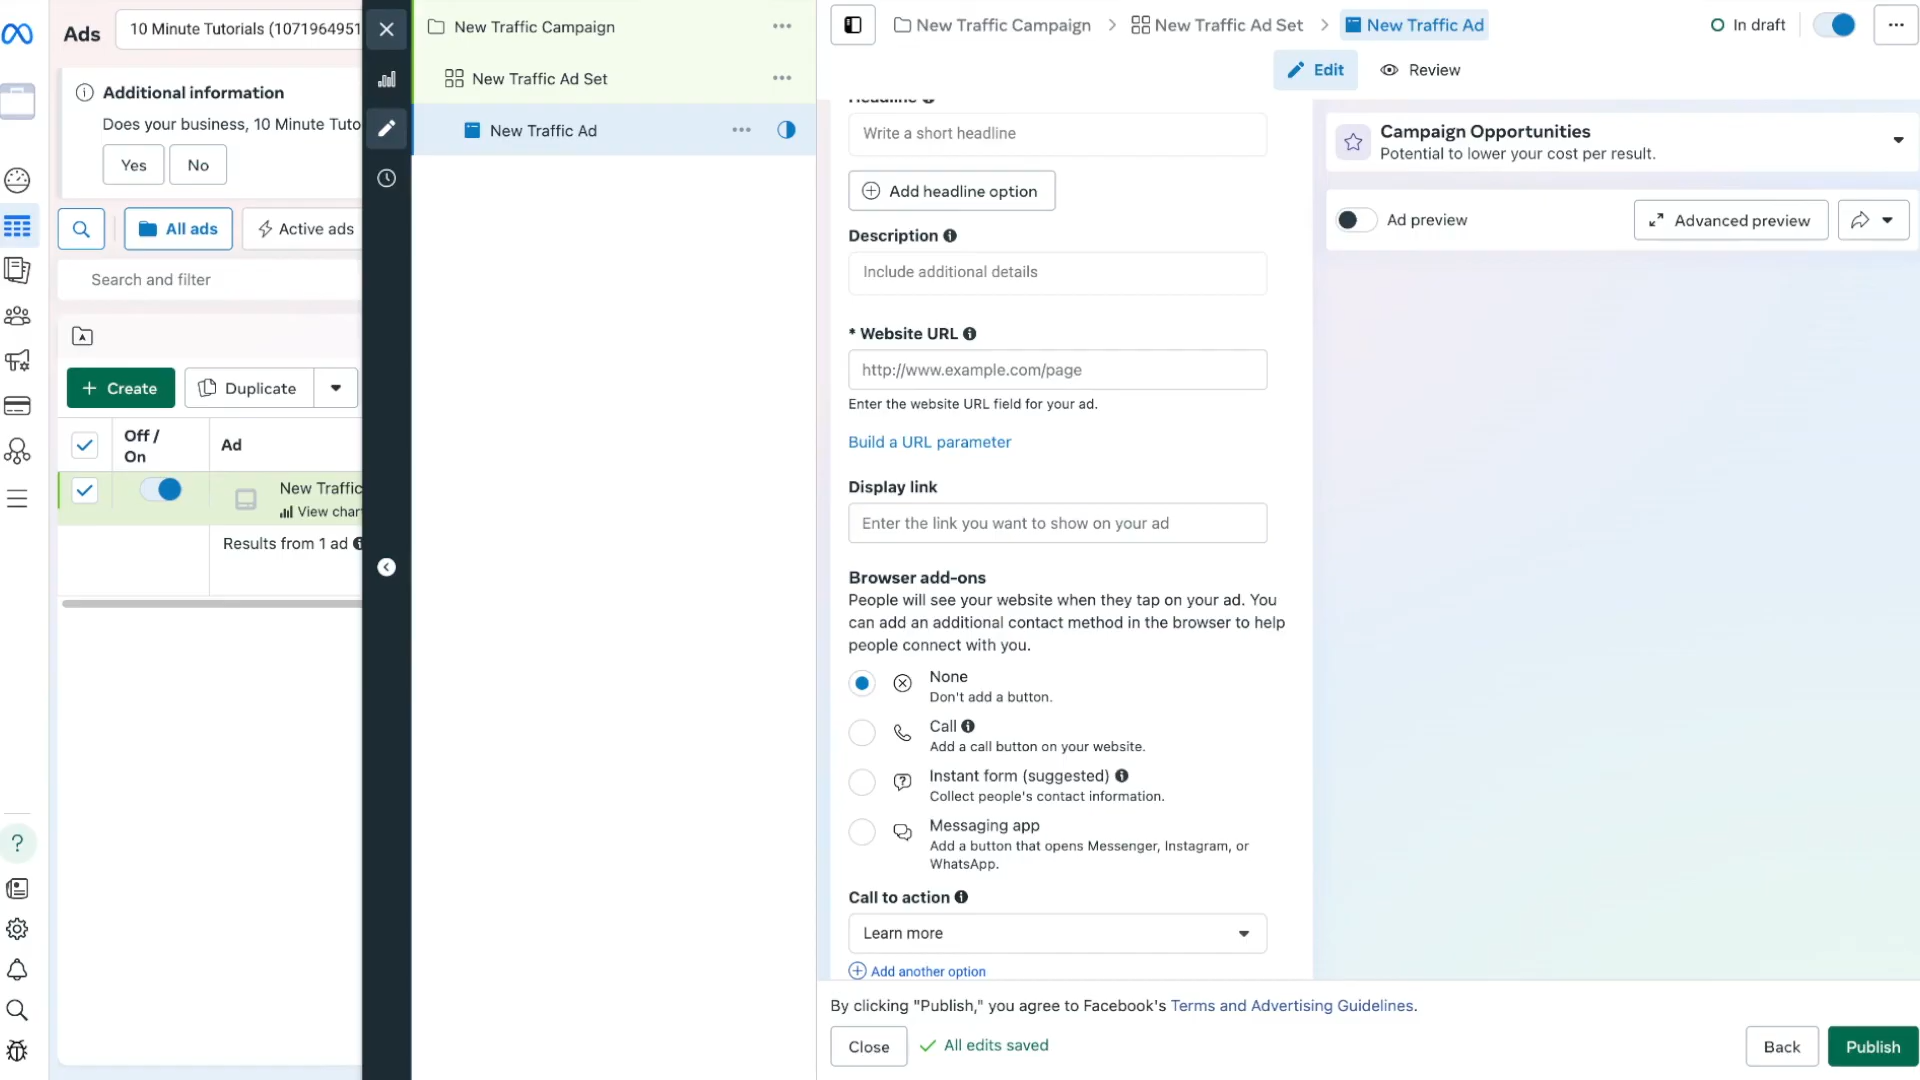 Ads
10 Minute Tutorials (1071964951
Additional information
Does your business, 10 Minute Tuto
Yes
No
All ads
Active ads
Search and filter
Create
Duplicate
Off / On
Ad
New Traffic
View char
Results from 1 ad
New Traffic Campaign
New Traffic Ad Set
New Traffic Ad
New Traffic Campaign
New Traffic Ad Set
New Traffic Ad
In draft
Edit
Review
Headline
Write a short headline
Add headline option
Description
Include additional details
* Website URL
http://www.example.com/page
Enter the website URL field for your ad.
Build a URL parameter
Display link
Enter the link you want to show on your ad
Browser add-ons
People will see your website when they tap on your ad. You
can add an additional contact method in the browser to help
people connect with you.
None
Don't add a button.
Call
Add a call button on your website.
Instant form (suggested)
Collect people's contact information.
Messaging app
Add a button that opens Messenger, Instagram, or
WhatsApp.
Call to action
Learn more
Add another option
Campaign Opportunities
Potential to lower your cost per result.
Ad preview
Advanced preview
By clicking "Publish," you agree to Facebook's Terms and Advertising Guidelines.
Close
All edits saved
Back
Publish